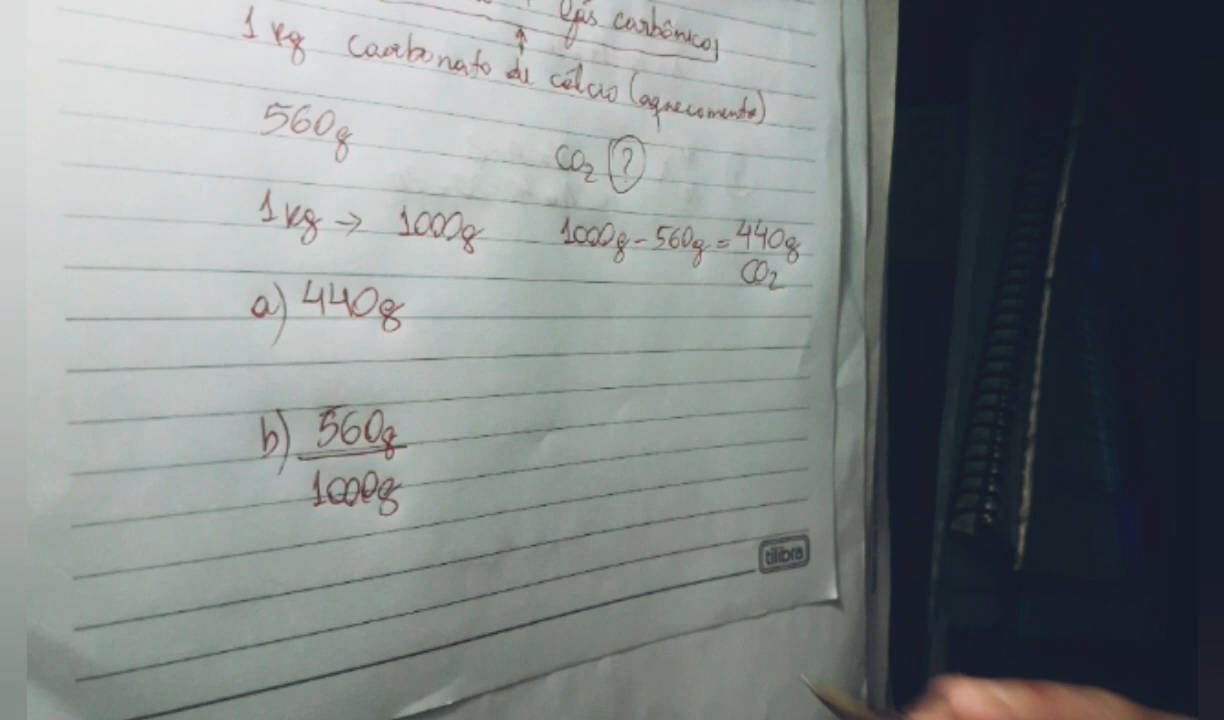 gás carbônico
1 kg carbonato de cálcio (aquecimento)
560g
CO2 ?
1kg → 1000g 1000g - 560g = 440g
CO2
a) 440g
b) 560g
1000g
tilibra